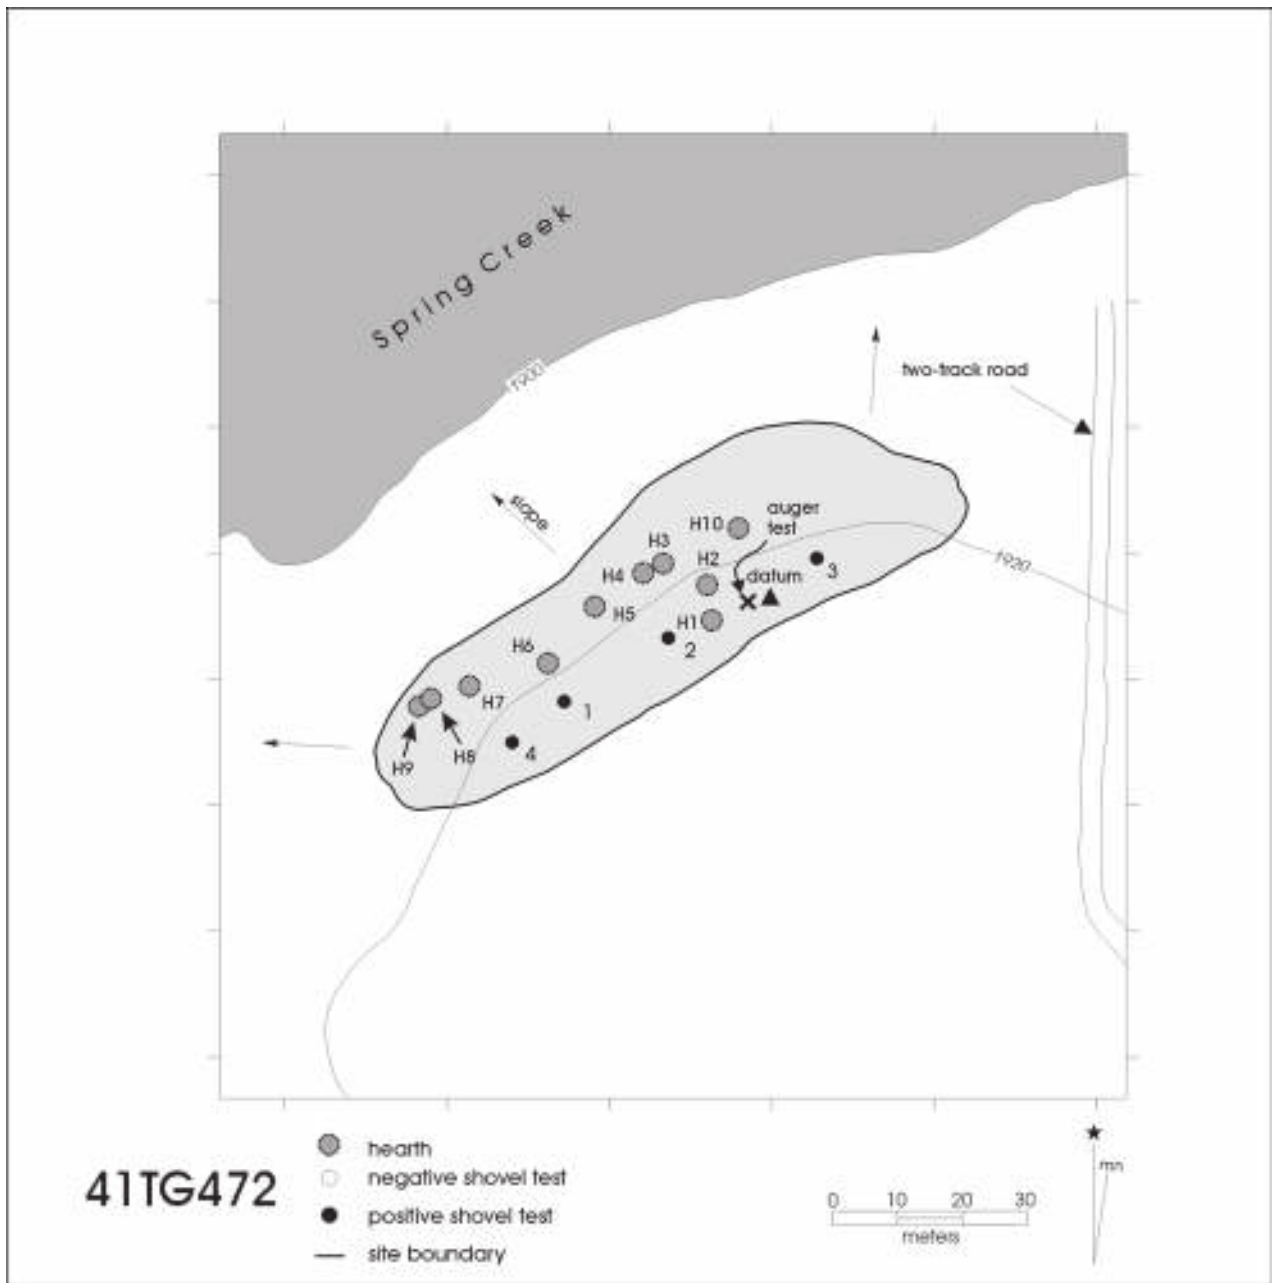 Spring Creek
1900
two-track road
slope
auger
test
H10
H3
H2
H4
datum
3
1920
H5
H1
2
H6
H7
1
H8
4
H9
41TG472
hearth
negative shovel test
positive shovel test
site boundary
mn
0 10 20 30
meters